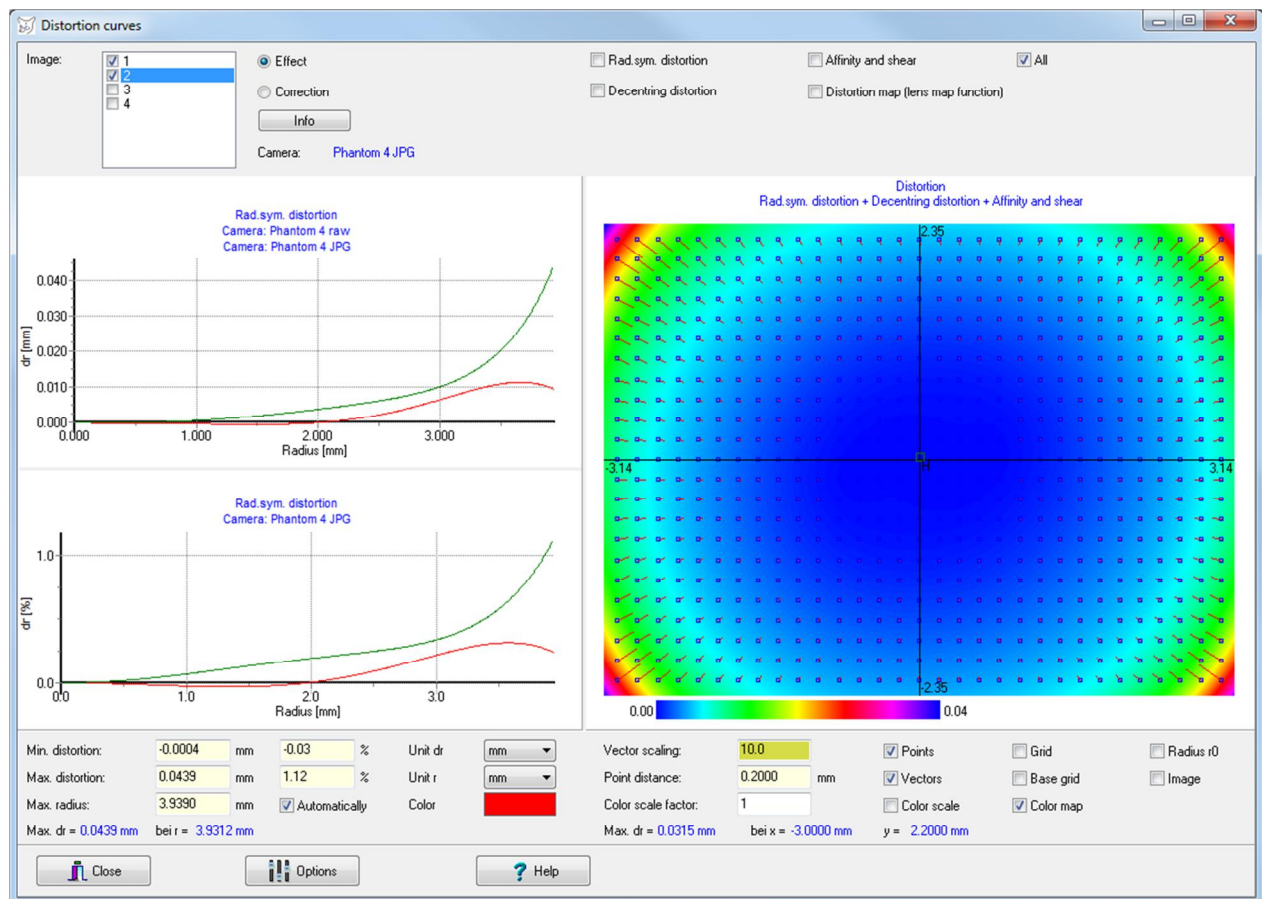 Distortion curves
Image:
1
2
3
4
Effect
Correction
Info
Camera: Phantom 4 JPG
Rad.sym. distortion
Affinity and shear
All
Decentring distortion
Distortion map (lens map function)
Rad.sym. distortion
Camera: Phantom 4 raw
Camera: Phantom 4 JPG
dr [mm]
0.040
0.030
0.020
0.010
0.000
0.000 1.000 2.000 3.000
Radius [mm]
Rad.sym. distortion
Camera: Phantom 4 JPG
dr [%]
1.0
0.0
0.0 1.0 2.0 3.0
Radius [mm]
Distortion
Rad.sym. distortion + Decentring distortion + Affinity and shear
2.35
-3.14 H 3.14
-2.35
0.00 0.04
Min. distortion: -0.0004 mm -0.03 % Unit dr mm
Max. distortion: 0.0439 mm 1.12 % Unit r mm
Max. radius: 3.9390 mm Automatically Color
Max. dr = 0.0439 mm bei r = 3.9312 mm
Vector scaling: 10.0 Points Grid Radius r0
Point distance: 0.2000 mm Vectors Base grid Image
Color scale factor: 1 Color scale Color map
Max. dr = 0.0315 mm bei x = -3.0000 mm y = 2.2000 mm
Close Options Help